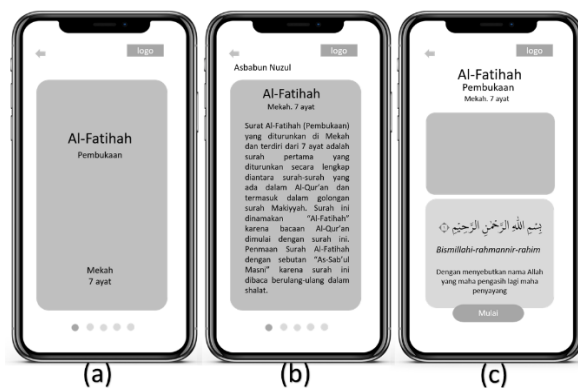 logo
Al-Fatihah
Pembukaan
Mekah
7 ayat
(a)
logo
Asbabun Nuzul
Al-Fatihah
Mekah. 7 ayat
Surat Al-Fatihah (Pembukaan)
yang diturunkan di Mekah
dan terdiri dari 7 ayat adalah
surah pertama yang
diturunkan secara lengkap
diantara surah-surah yang
ada dalam Al-Qur'an dan
termasuk dalam golongan
surah Makiyyah. Surah ini
dinamakan "Al-Fatihah"
karena bacaan Al-Qur'an
dimulai dengan surah ini.
Penmaan Surah Al-Fatihah
dengan sebutan "As-Sab'ul
Masni" karena surah ini
dibaca berulang-ulang dalam
shalat.
(b)
logo
Al-Fatihah
Pembukaan
Mekah. 7 ayat
بِسْمِ اللَّهِ الرَّحْمَٰنِ الرَّحِيمِ ١
Bismillahi-rahmannir-rahim
Dengan menyebutkan nama Allah
yang maha pengasih lagi maha
penyayang
Mulai
(c)